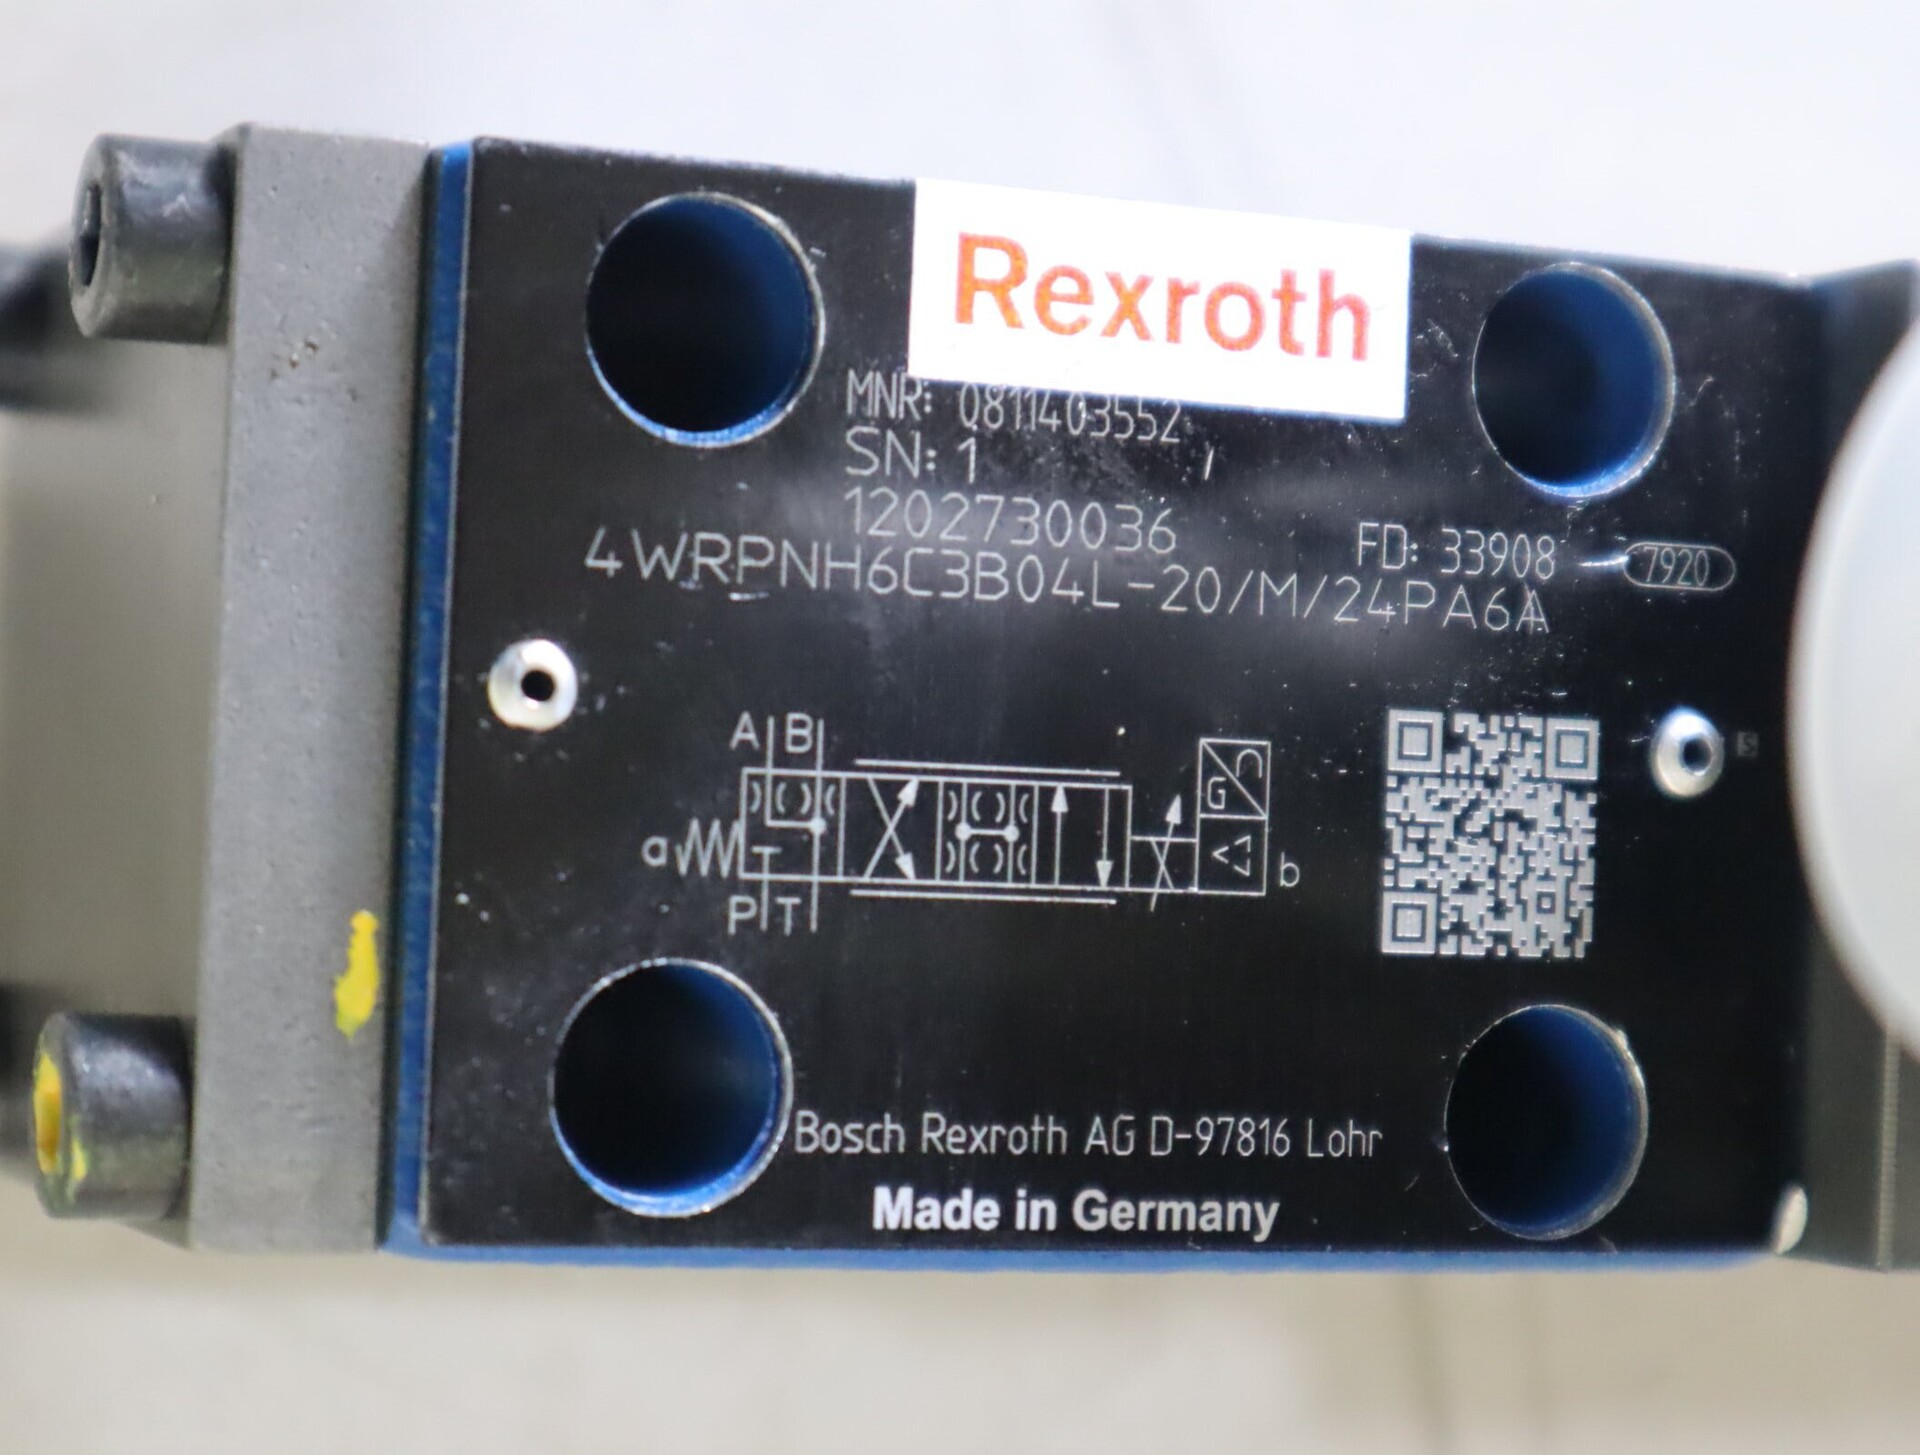 Rexroth
MNR: 0811403552
SN: 1
1202730036
FD: 33908 7920
4WRPNH6C3B04L-20/M/24PA6A
A B
G
a T b
P T
Bosch Rexroth AG D-97816 Lohr
Made in Germany